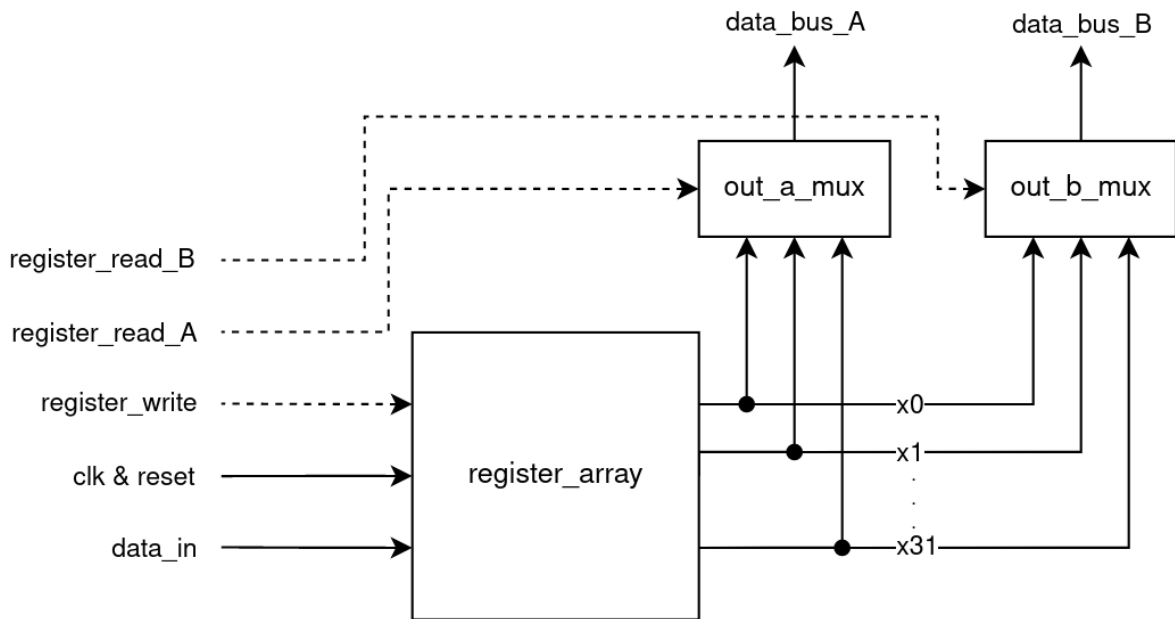 data_bus_A
data_bus_B
out_a_mux
out_b_mux
register_read_B
register_read_A
register_write
x0
x1
clk & reset
register_array
.
.
.
data_in
x31